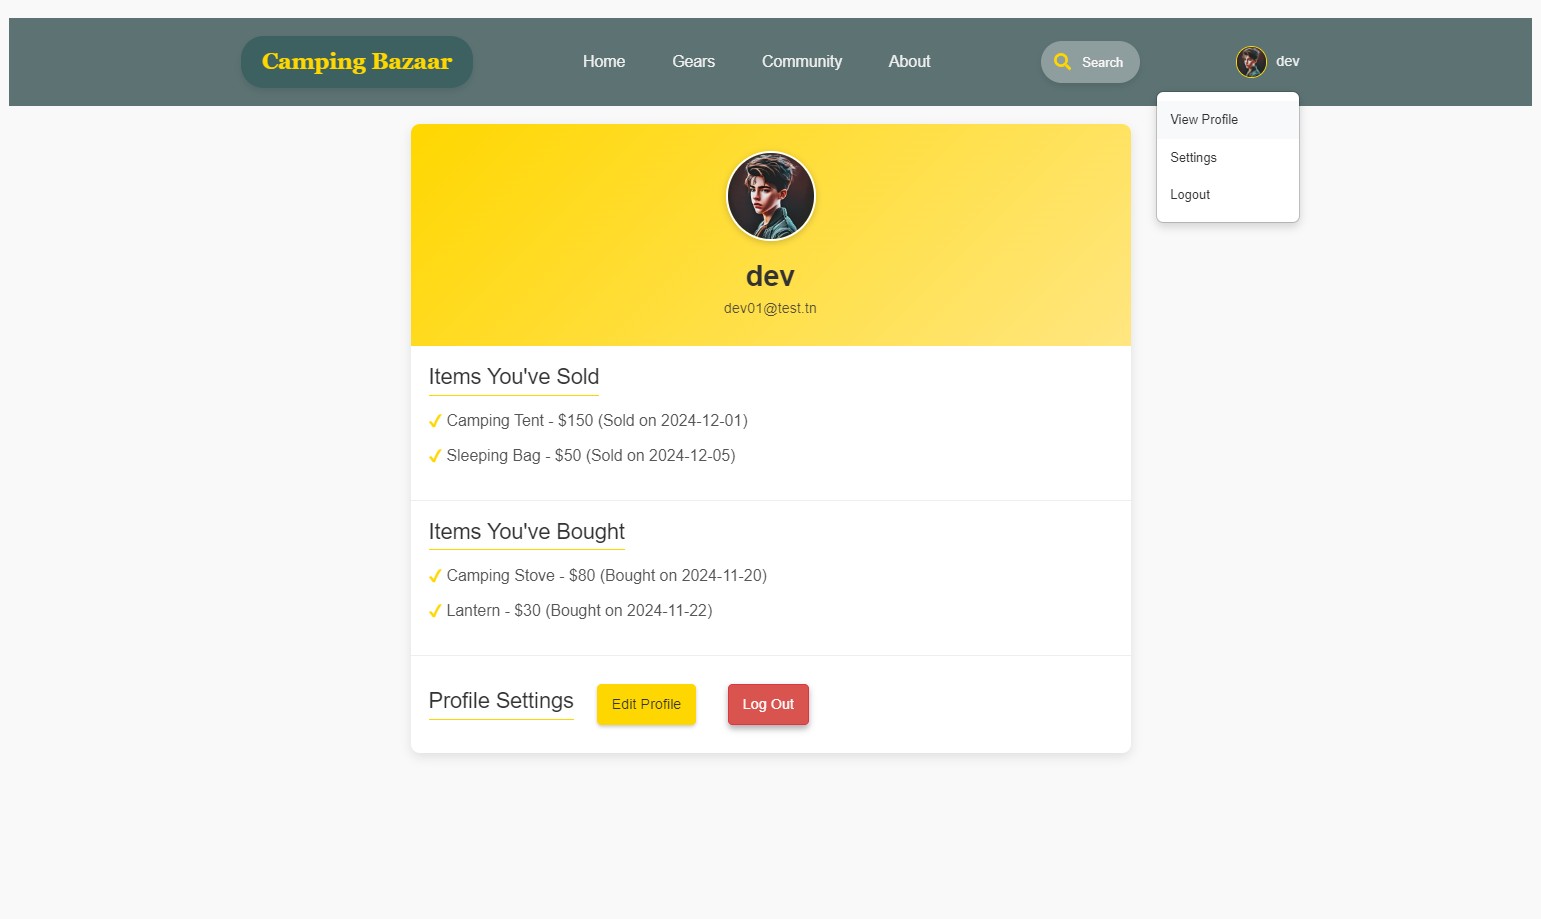 Camping Bazaar
Home
Gears
Community
About
Search
dev
View Profile
Settings
Logout
dev
dev01@test.tn
Items You've Sold
✓ Camping Tent - $150 (Sold on 2024-12-01)
✓ Sleeping Bag - $50 (Sold on 2024-12-05)
Items You've Bought
✓ Camping Stove - $80 (Bought on 2024-11-20)
✓ Lantern - $30 (Bought on 2024-11-22)
Profile Settings
Edit Profile
Log Out